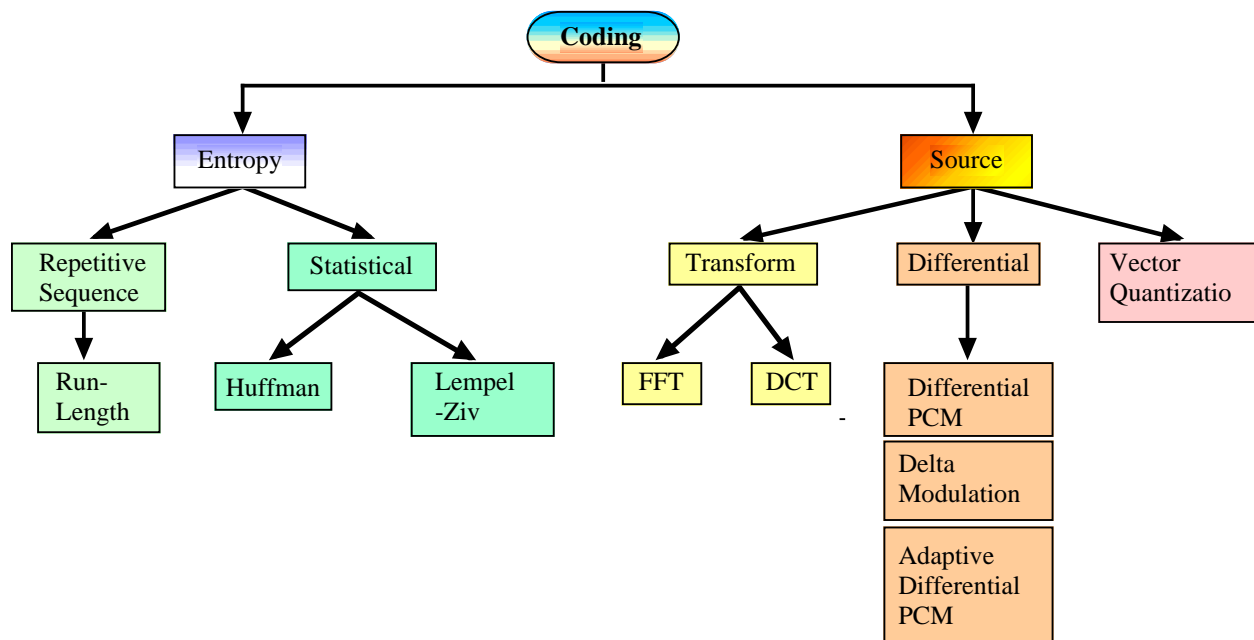 Coding
Entropy
Source
Repetitive
Sequence
Statistical
Transform
Differential
Vector
Quantizatio
Run-
Length
Huffman
Lempel
-Ziv
FFT
DCT
-
Differential
PCM
Delta
Modulation
Adaptive
Differential
PCM